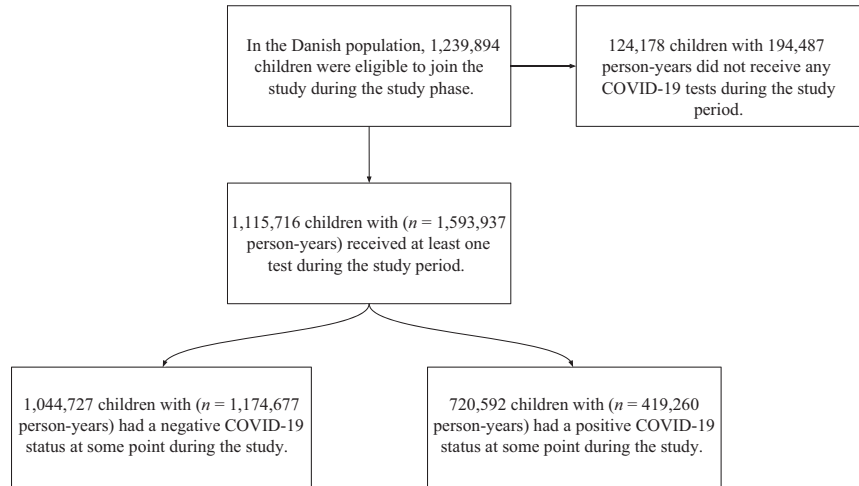 In the Danish population, 1,239,894
children were eligible to join the
study during the study phase.
124,178 children with 194,487
person-years did not receive any
COVID-19 tests during the study
period.
1,115,716 children with (n = 1,593,937
person-years) received at least one
test during the study period.
1,044,727 children with (n = 1,174,677
person-years) had a negative COVID-19
status at some point during the study.
720,592 children with (n = 419,260
person-years) had a positive COVID-19
status at some point during the study.